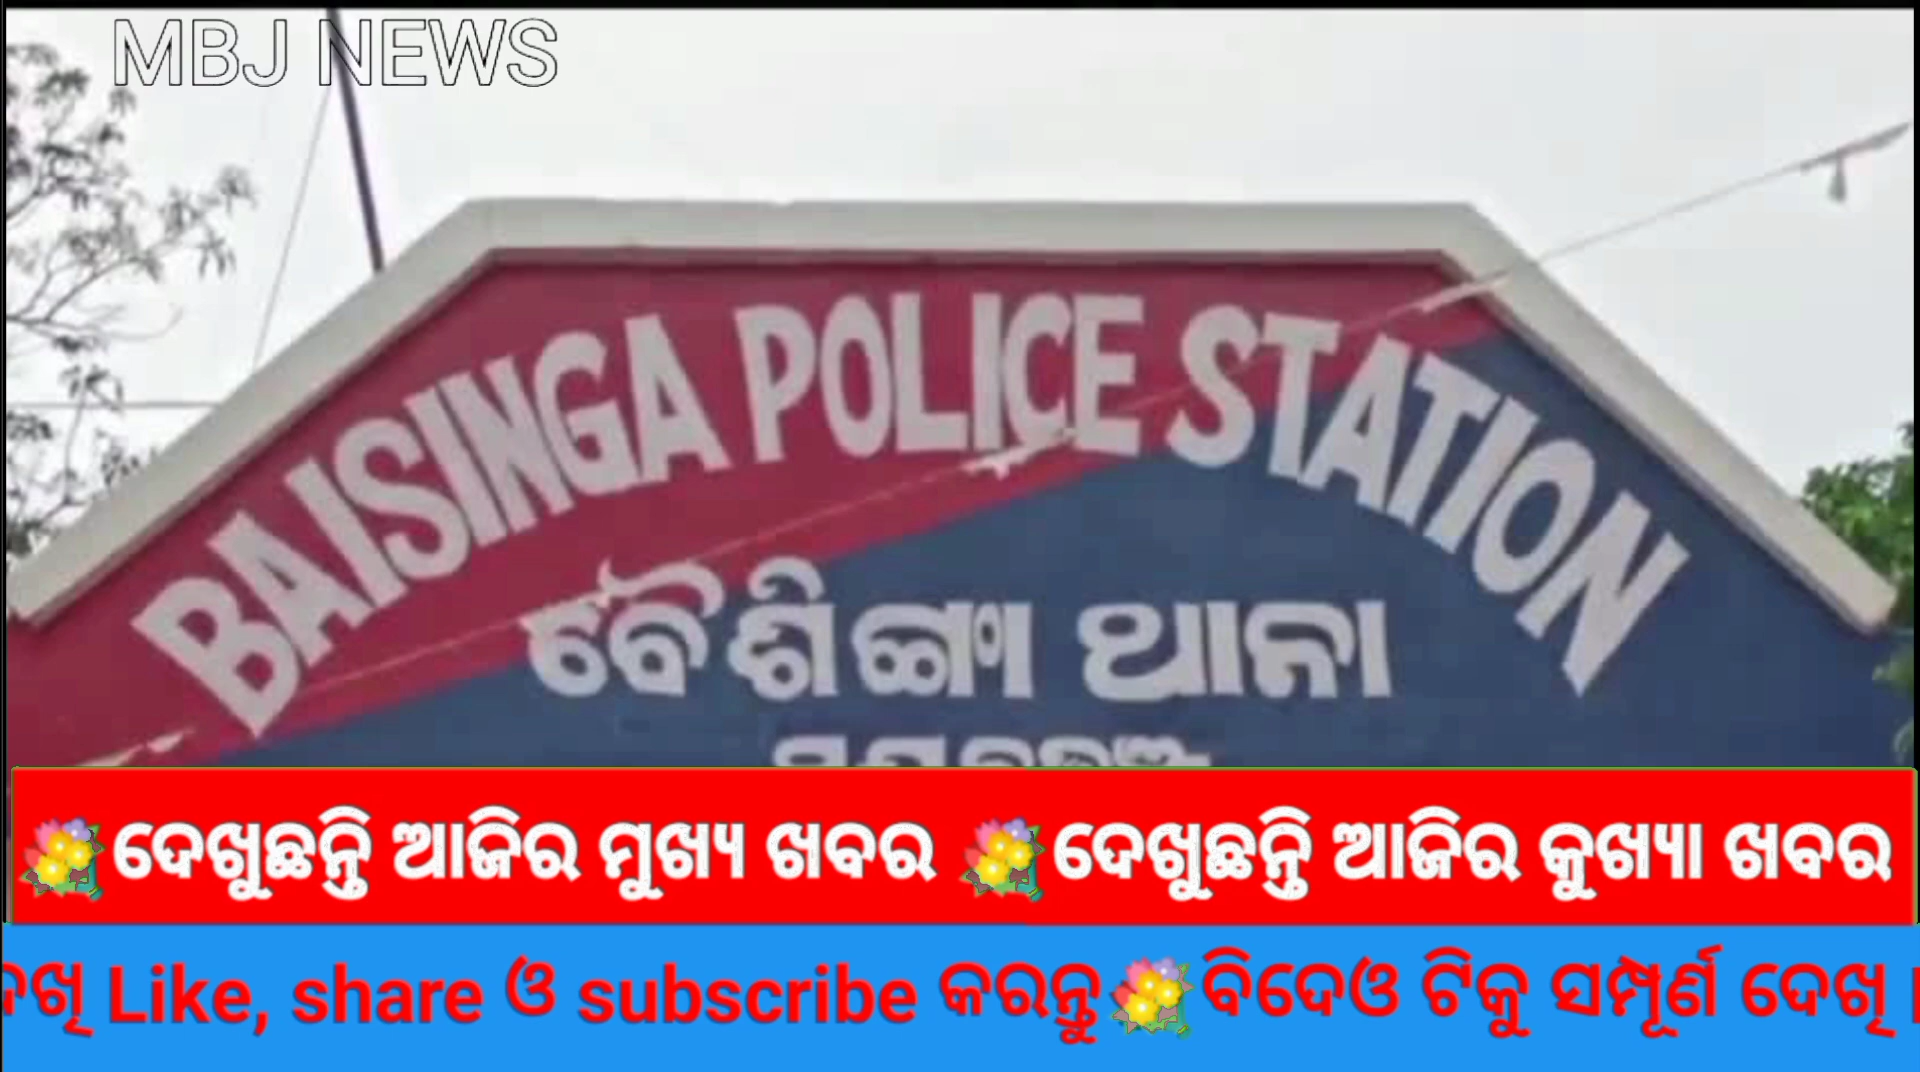 MBJ NEWS
BAISINGA POLICE STATION
ବୈଶିଙ୍ଗା ଥାନା
ଦେଖୁଛନ୍ତି ଆଜିର ମୁଖ୍ୟ ଖବର ଦେଖୁଛନ୍ତି ଆଜିର କୁଖ୍ୟା ଖବର
Like, share ଓ subscribe କରନ୍ତୁ ବିଦେଓ ଟିକୁ ସମ୍ପୂର୍ଣ ଦେଖି